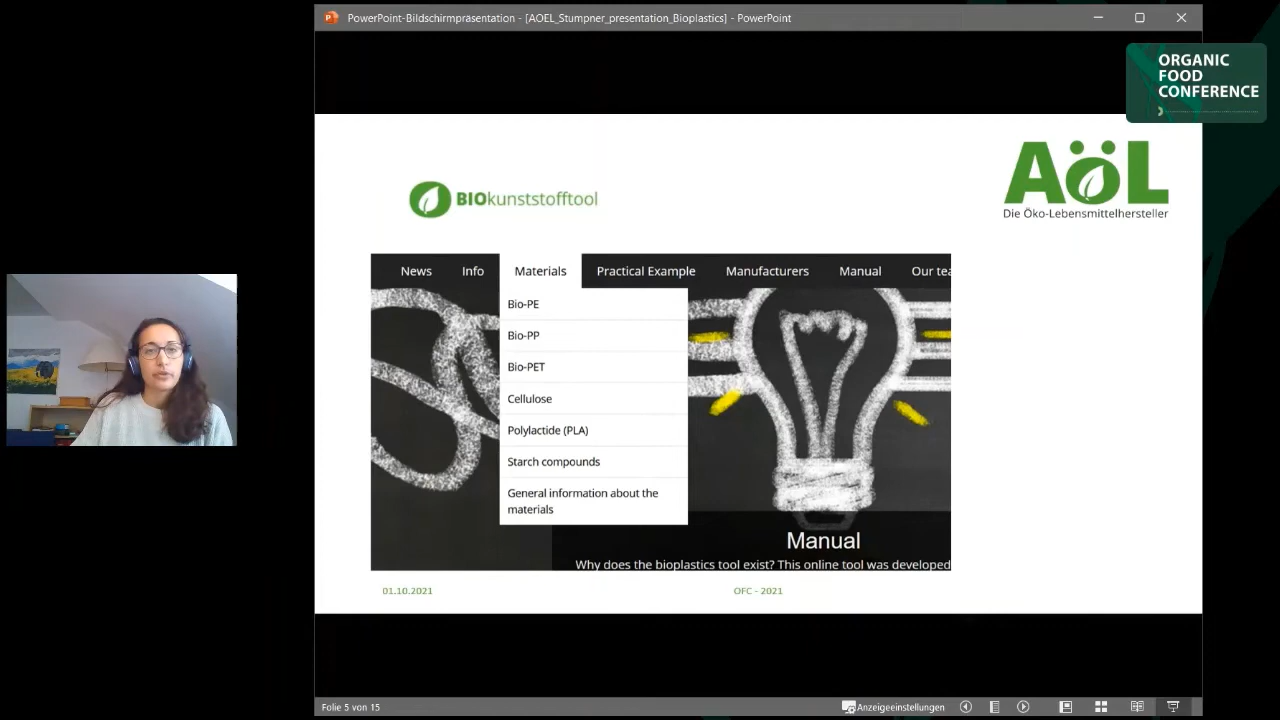 PowerPoint-Bildschirmpräsentation - [AOEL_Stumpner_presentation_Bioplastics] - PowerPoint
ORGANIC
FOOD
CONFERENCE
AöL
Die Öko-Lebensmittelhersteller
BIOkunststofftool
News Info Materials Practical Example Manufacturers Manual Our tea
Bio-PE
Bio-PP
Bio-PET
Cellulose
Polylactide (PLA)
Starch compounds
General information about the
materials
Manual
Why does the bioplastics tool exist? This online tool was developed
01.10.2021 OFC - 2021
Folie 5 von 15 Anzeigeeinstellungen